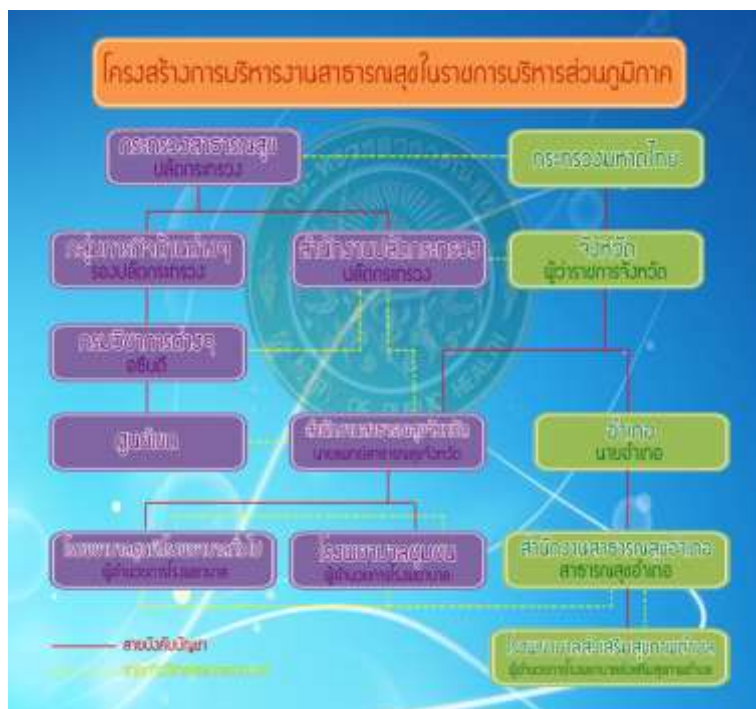 โครงสร้างการบริหารงานสาธารณสุขในราชการบริหารส่วนภูมิภาค
กระทรวงสาธารณสุข
ปลัดกระทรวง
กระทรวงมหาดไทย
กลุ่มภารกิจด้านต่างๆ
รองปลัดกระทรวง
สำนักงานปลัดกระทรวง
ปลัดกระทรวง
จังหวัด
ผู้ว่าราชการจังหวัด
กรมวิชาการต่างๆ
อธิบดี
ศูนย์เขต
สำนักงานสาธารณสุขจังหวัด
นายแพทย์สาธารณสุขจังหวัด
อำเภอ
นายอำเภอ
โรงพยาบาลศูนย์/โรงพยาบาลทั่วไป
ผู้อำนวยการโรงพยาบาล
โรงพยาบาลชุมชน
ผู้อำนวยการโรงพยาบาล
สำนักงานสาธารณสุขอำเภอ
สาธารณสุขอำเภอ
โรงพยาบาลส่งเสริมสุขภาพตำบล
ผู้อำนวยการโรงพยาบาลส่งเสริมสุขภาพตำบล
สายบังคับบัญชา
MINISTRY OF PUBLIC HEALTH